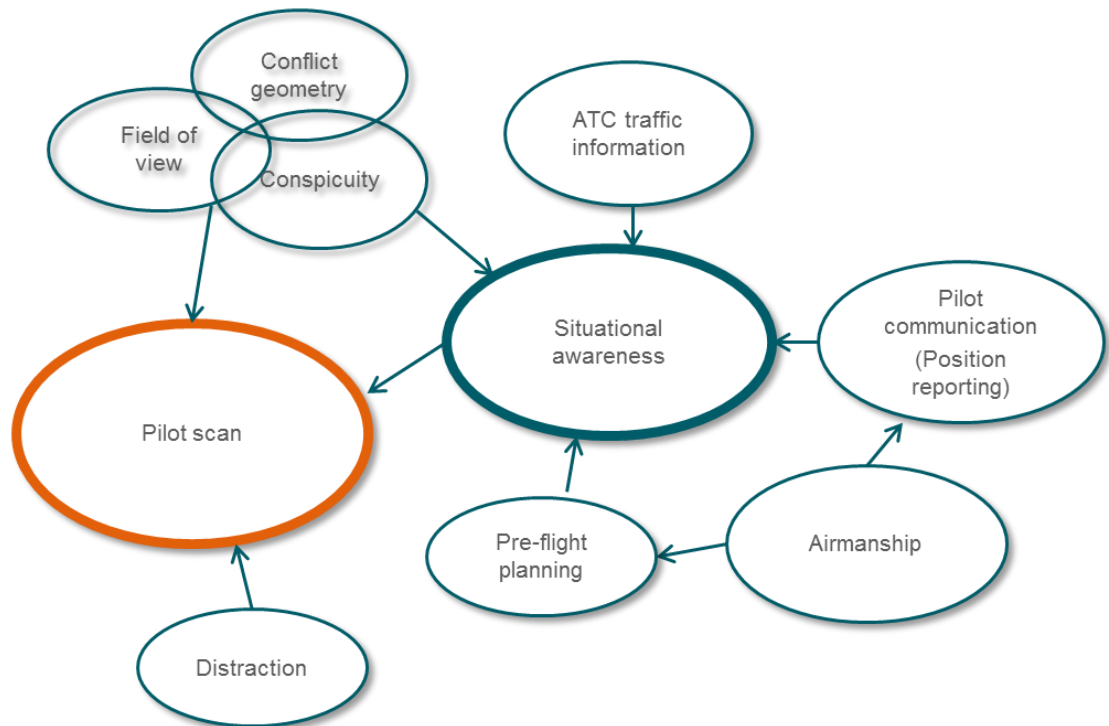 Conflict
geometry
Field of
view
Conspicuity
ATC traffic
information
Situational
awareness
Pilot
communication
(Position
reporting)
Pilot scan
Pre-flight
planning
Airmanship
Distraction